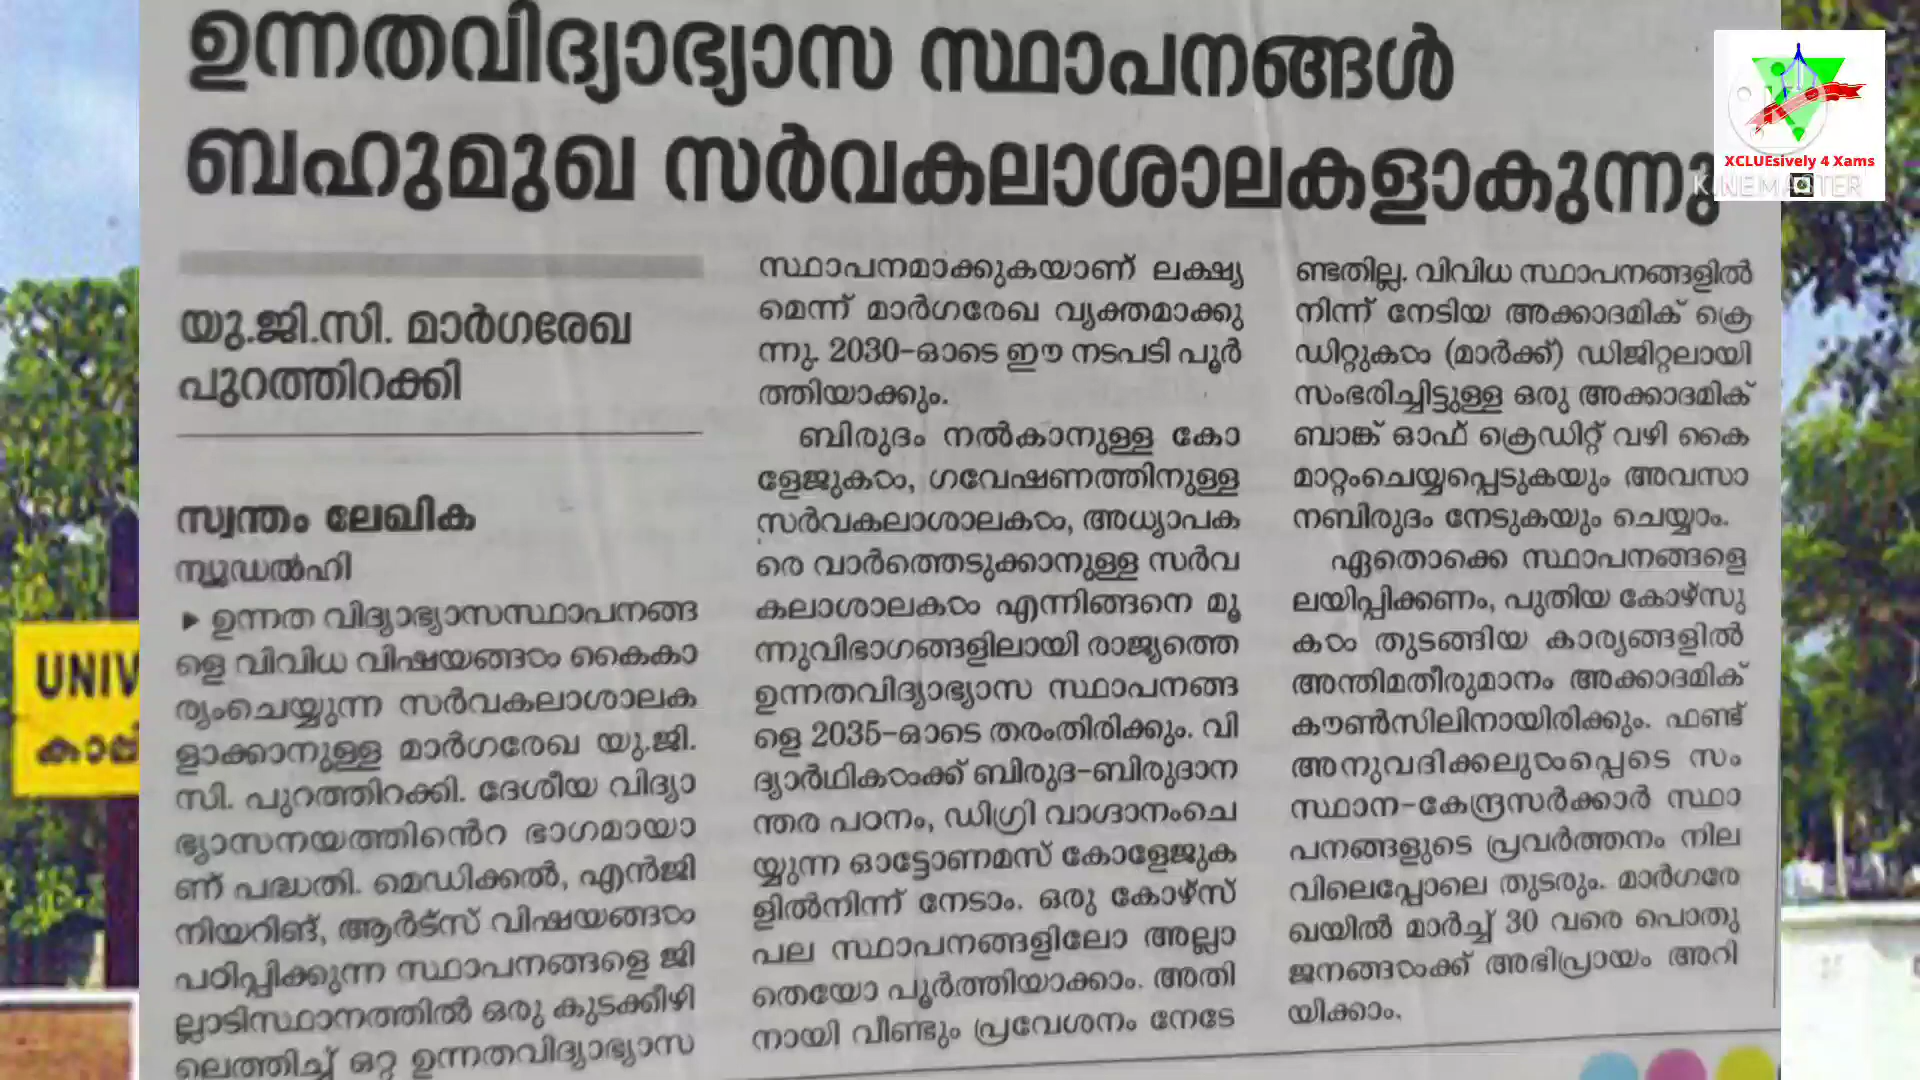 ഉന്നതവിദ്യാഭ്യാസ സ്ഥാപനങ്ങൾ
ബഹുമുഖ സർവകലാശാലകളാകുന്നു
യു.ജി.സി. മാർഗരേഖ
പുറത്തിറക്കി
സ്വന്തം ലേഖിക
ന്യൂഡൽഹി
▶ ഉന്നത വിദ്യാഭ്യാസസ്ഥാപനങ്ങ
ളെ വിവിധ വിഷയങ്ങൾ കൈകാ
ര്യംചെയ്യുന്ന സർവകലാശാലക
ളാക്കാനുള്ള മാർഗരേഖ യു.ജി.
സി. പുറത്തിറക്കി. ദേശീയ വിദ്യാ
ഭ്യാസനയത്തിന്റെ ഭാഗമായാ
ണ് പദ്ധതി. മെഡിക്കൽ, എൻജി
നിയറിങ്, ആർട്സ് വിഷയങ്ങൾ
പഠിപ്പിക്കുന്ന സ്ഥാപനങ്ങളെ ജി
ല്ലാടിസ്ഥാനത്തിൽ ഒരു കുടക്കീഴി
ലെത്തിച്ച് ഒറ്റ ഉന്നതവിദ്യാഭ്യാസ
സ്ഥാപനമാക്കുകയാണ് ലക്ഷ്യ
മെന്ന് മാർഗരേഖ വ്യക്തമാക്കു
ന്നു. 2030-ഓടെ ഈ നടപടി പൂർ
ത്തിയാക്കും.
ബിരുദം നൽകാനുള്ള കോ
ളേജുകൾ, ഗവേഷണത്തിനുള്ള
സർവകലാശാലകൾ, അധ്യാപക
രെ വാർത്തെടുക്കാനുള്ള സർവ
കലാശാലകൾ എന്നിങ്ങനെ മൂ
ന്നുവിഭാഗങ്ങളിലായി രാജ്യത്തെ
ഉന്നതവിദ്യാഭ്യാസ സ്ഥാപനങ്ങ
ളെ 2035-ഓടെ തരംതിരിക്കും. വി
ദ്യാർഥികൾക്ക് ബിരുദ-ബിരുദാന
ന്തര പഠനം, ഡിഗ്രി വാഗ്ദാനംചെ
യ്യുന്ന ഓട്ടോണമസ് കോളേജുക
ളിൽനിന്ന് നേടാം. ഒരു കോഴ്സ്
പല സ്ഥാപനങ്ങളിലോ അല്ലാ
തെയോ പൂർത്തിയാക്കാം. അതി
നായി വീണ്ടും പ്രവേശനം നേടേ
ണ്ടതില്ല. വിവിധ സ്ഥാപനങ്ങളിൽ
നിന്ന് നേടിയ അക്കാദമിക് ക്രെ
ഡിറ്റുകൾ (മാർക്ക്) ഡിജിറ്റലായി
സംഭരിച്ചിട്ടുള്ള ഒരു അക്കാദമിക്
ബാങ്ക് ഓഫ് ക്രെഡിറ്റ് വഴി കൈ
മാറ്റംചെയ്യപ്പെടുകയും അവസാ
നബിരുദം നേടുകയും ചെയ്യാം.
ഏതൊക്കെ സ്ഥാപനങ്ങളെ
ലയിപ്പിക്കണം, പുതിയ കോഴ്സു
കൾ തുടങ്ങിയ കാര്യങ്ങളിൽ
അന്തിമതീരുമാനം അക്കാദമിക്
കൗൺസിലിനായിരിക്കും. ഫണ്ട്
അനുവദിക്കലുൾപ്പെടെ സം
സ്ഥാന-കേന്ദ്രസർക്കാർ സ്ഥാ
പനങ്ങളുടെ പ്രവർത്തനം നില
വിലെപ്പോലെ തുടരും. മാർഗരേ
ഖയിൽ മാർച്ച് 30 വരെ പൊതു
ജനങ്ങൾക്ക് അഭിപ്രായം അറി
യിക്കാം.
XCLUEsively 4 Xams
KINEMASTER
UNIV